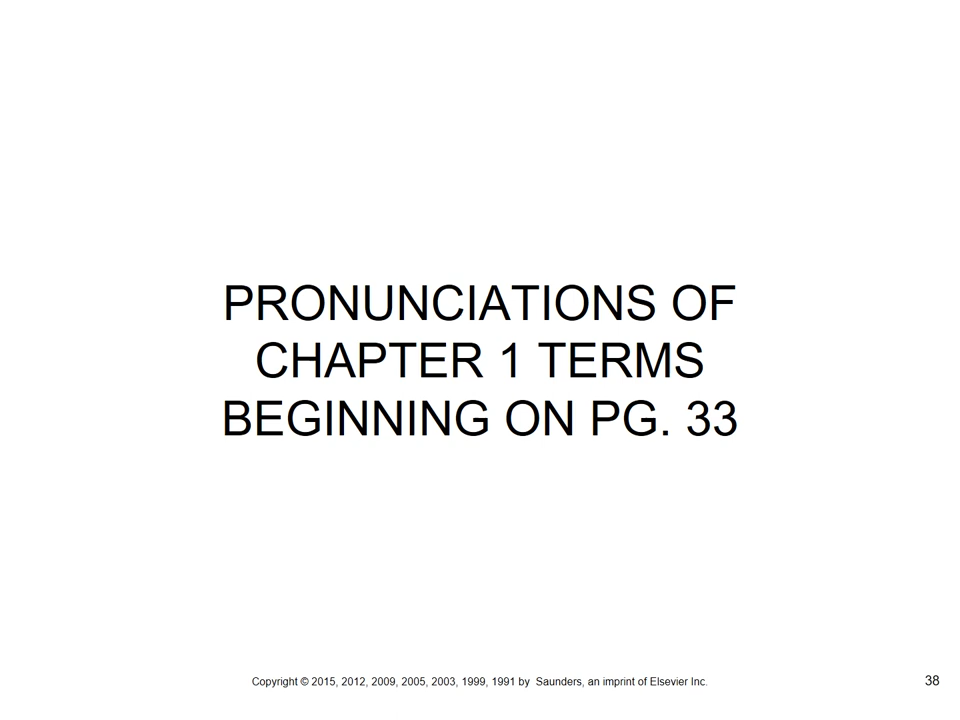 PRONUNCIATIONS OF
CHAPTER 1 TERMS
BEGINNING ON PG. 33
Copyright © 2015, 2012, 2009, 2005, 2003, 1999, 1991 by Saunders, an imprint of Elsevier Inc.
38